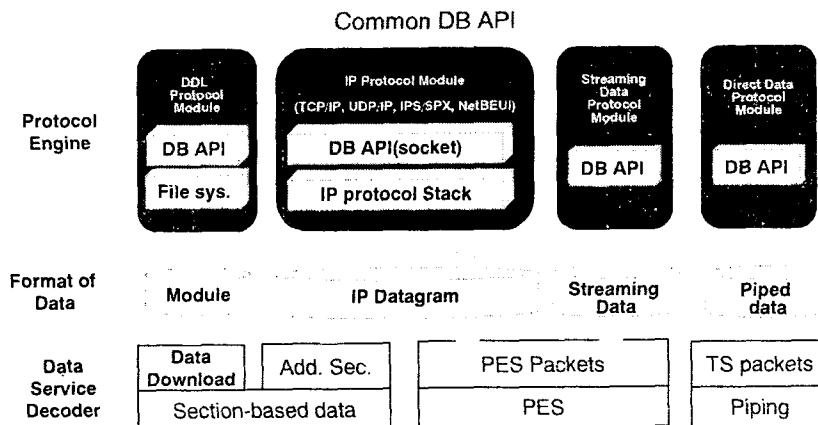 Common DB API
Protocol
Engine
DDL
Protocol
Module
DB API
File sys.
IP Protocol Module
(TCP/IP, UDP/IP, IPS/SPX, NetBEUI)
DB API(socket)
IP protocol Stack
Streaming
Data
Protocol
Module
DB API
Direct Data
Protocol
Module
DB API
Format of
Data
Module
IP Datagram
Streaming
Data
Piped
data
Data
Service
Decoder
Data
Download
Add. Sec.
PES Packets
TS packets
Section-based data
PES
Piping